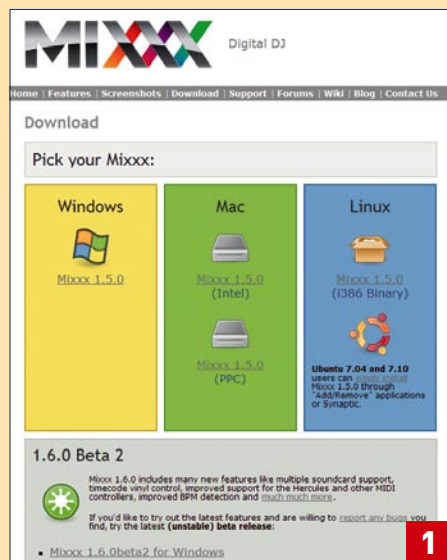 MIXXX Digital DJ
Home | Features | Screenshots | Download | Support | Forums | Wiki | Blog | Contact Us
Download
Pick your Mixxx:
Windows
Mixxx 1.5.0
Mac
Mixxx 1.5.0
(Intel)
Mixxx 1.5.0
(PPC)
Linux
Mixxx 1.5.0
(i386 Binary)
Ubuntu 7.04 and 7.10
users can easily install
Mixxx 1.5.0 through
"Add/Remove" applications
or Synaptic.
1.6.0 Beta 2
Mixxx 1.6.0 includes many new features like multiple soundcard support,
timecode vinyl control, improved support for the Hercules and other MIDI
controllers, improved BPM detection and much much more.
If you'd like to try out the latest features and are willing to report any bugs you
find, try the latest (unstable) beta release:
Mixxx 1.6.0beta2 for Windows
1